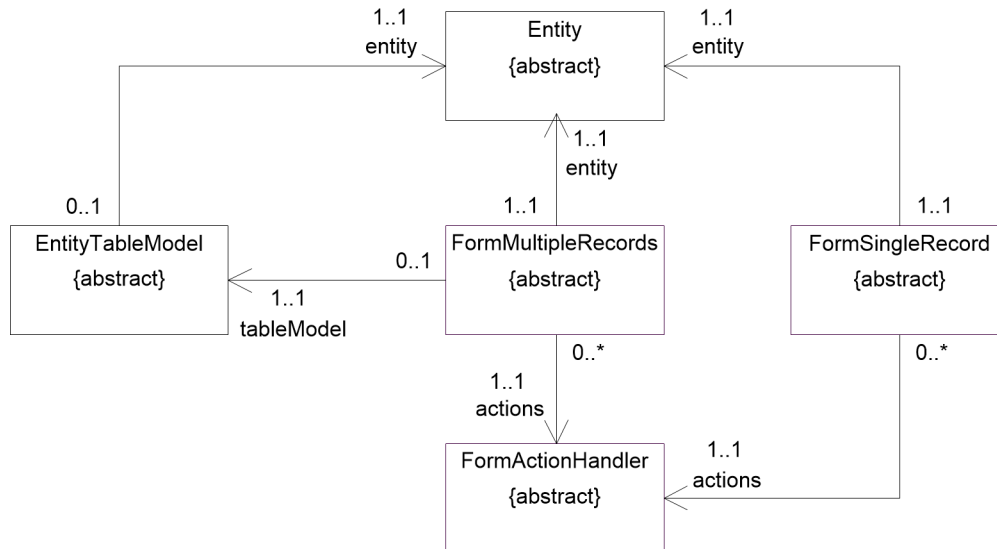 1..1
entity
Entity
{abstract}
1..1
entity
1..1
entity
0..1
EntityTableModel
{abstract}
0..1
1..1
tableModel
1..1
FormMultipleRecords
{abstract}
1..1
FormSingleRecord
{abstract}
0..*
1..1
actions
0..*
1..1
actions
FormActionHandler
{abstract}